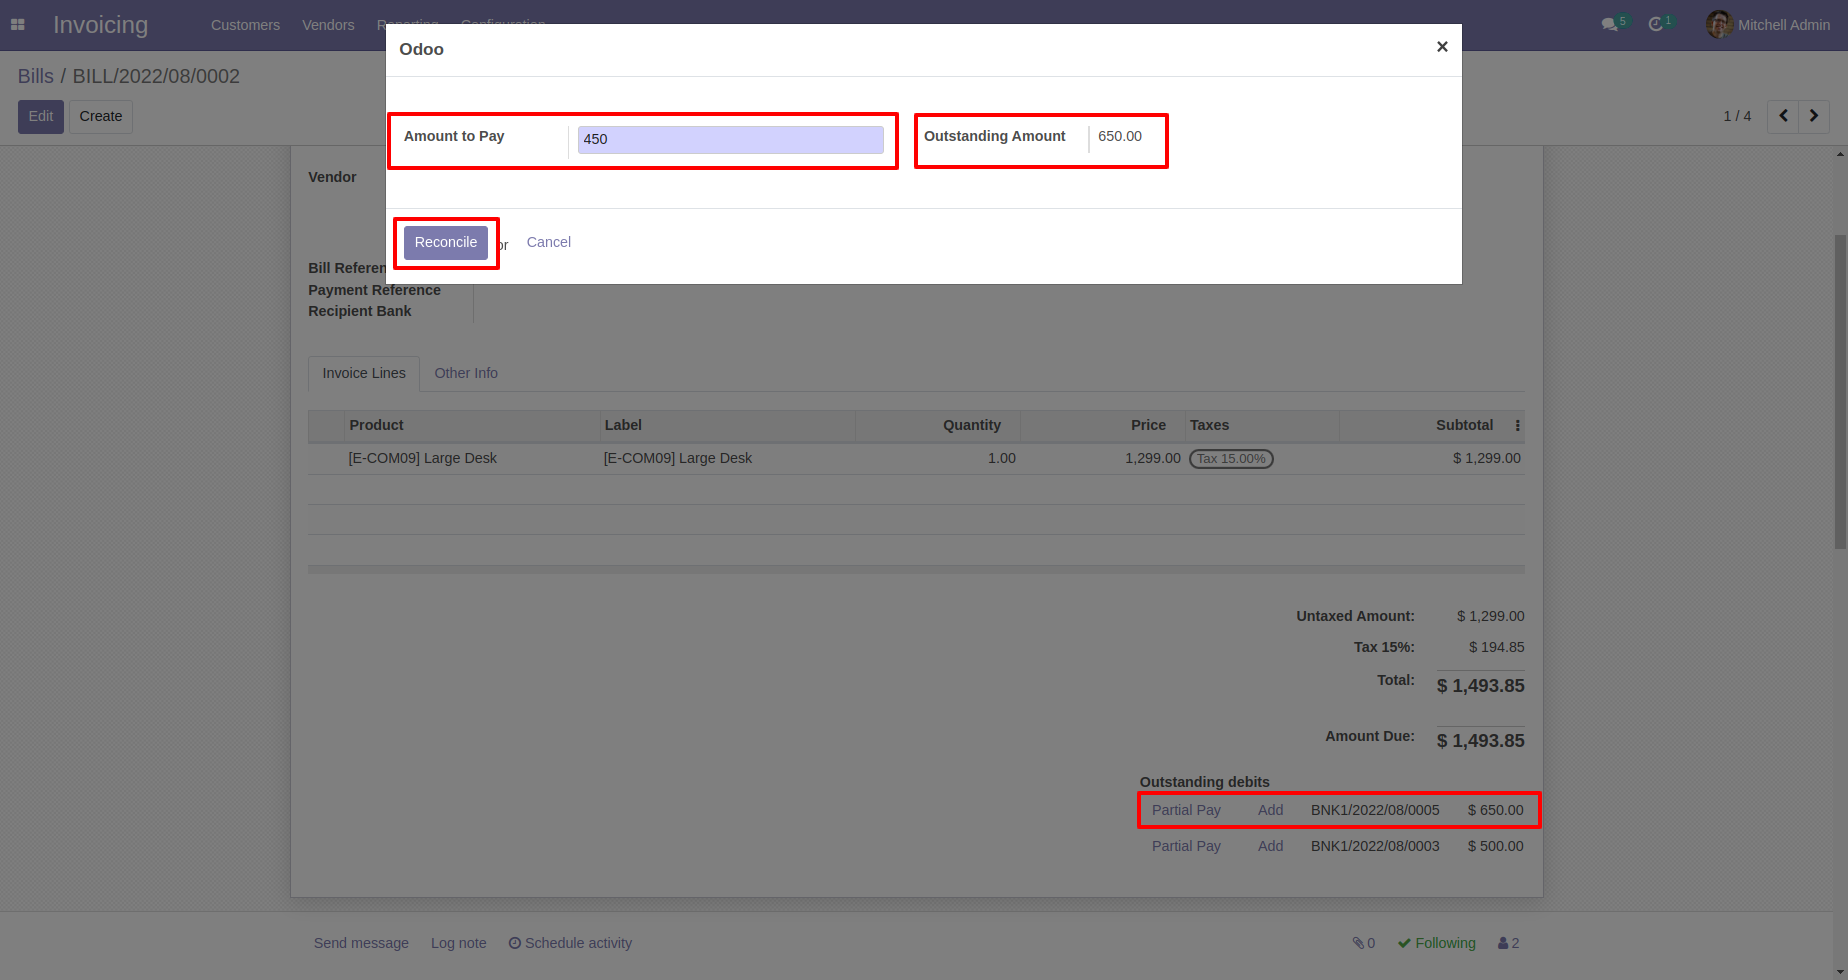 Invoicing Customers Vendors Reporting Configuration 5 1 Mitchell Admin
Odoo ×
Bills / BILL/2022/08/0002
Edit Create 1 / 4
Amount to Pay 450 Outstanding Amount 650.00
Vendor
Reconcile or Cancel
Bill Referen
Payment Reference
Recipient Bank
Invoice Lines Other Info
Product Label Quantity Price Taxes Subtotal
[E-COM09] Large Desk [E-COM09] Large Desk 1.00 1,299.00 Tax 15.00% $ 1,299.00
Untaxed Amount: $ 1,299.00
Tax 15%: $ 194.85
Total: $ 1,493.85
Amount Due: $ 1,493.85
Outstanding debits
Partial Pay Add BNK1/2022/08/0005 $ 650.00
Partial Pay Add BNK1/2022/08/0003 $ 500.00
Send message Log note Schedule activity 0 Following 2